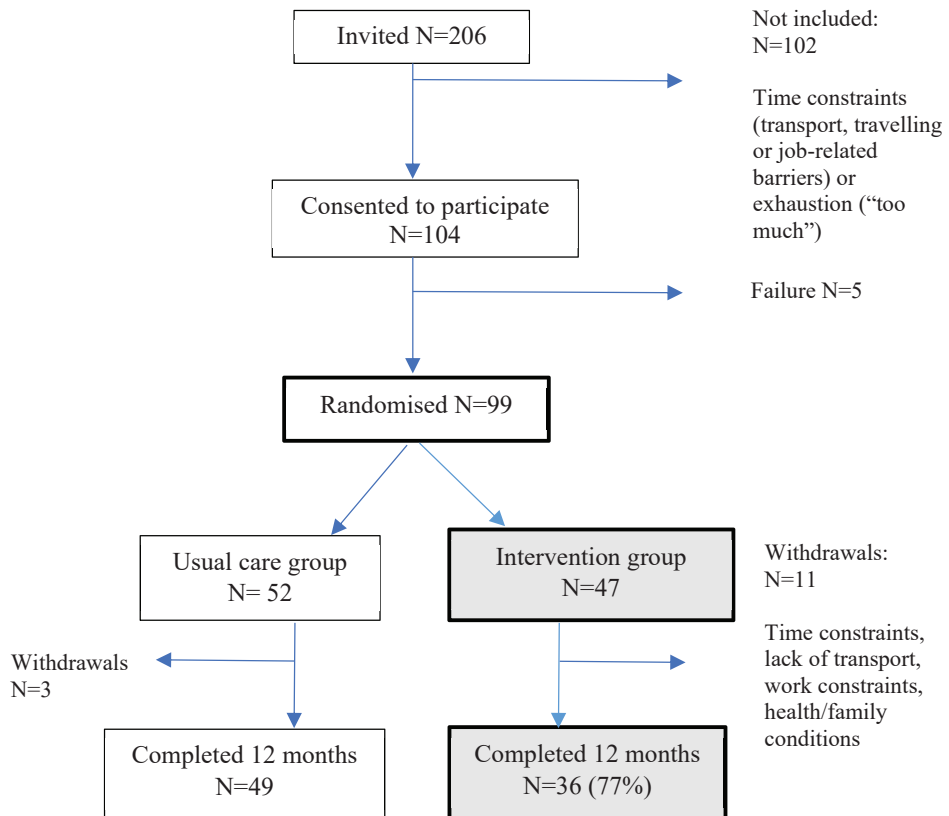 Invited N=206
Not included:
N=102
Time constraints
(transport, travelling
or job-related
barriers) or
exhaustion (“too
much”)
Consented to participate
N=104
Failure N=5
Randomised N=99
Usual care group
N= 52
Intervention group
N=47
Withdrawals:
N=11
Time constraints,
lack of transport,
work constraints,
health/family
conditions
Withdrawals
N=3
Completed 12 months
N=49
Completed 12 months
N=36 (77%)